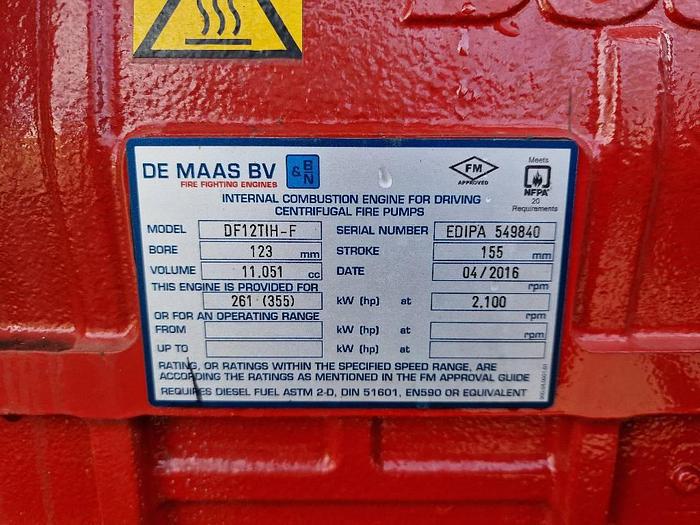 DE MAAS BV & B/N
FIRE FIGHTING ENGINES
FM
APPROVED
Meets
NFPA
20
Requirements
INTERNAL COMBUSTION ENGINE FOR DRIVING
CENTRIFUGAL FIRE PUMPS
MODEL DF12TIH-F SERIAL NUMBER EDIPA 549840
BORE 123 mm STROKE 155 mm
VOLUME 11.051 cc DATE 04/2016
THIS ENGINE IS PROVIDED FOR rpm
261 (355) kW (hp) at 2,100
OR FOR AN OPERATING RANGE
FROM kW (hp) at rpm
UP TO kW (hp) at
RATING, OR RATINGS WITHIN THE SPECIFIED SPEED RANGE, ARE
ACCORDING THE RATINGS AS MENTIONED IN THE FM APPROVAL GUIDE
REQUIRES DIESEL FUEL ASTM 2-D, DIN 51601, EN590 OR EQUIVALENT